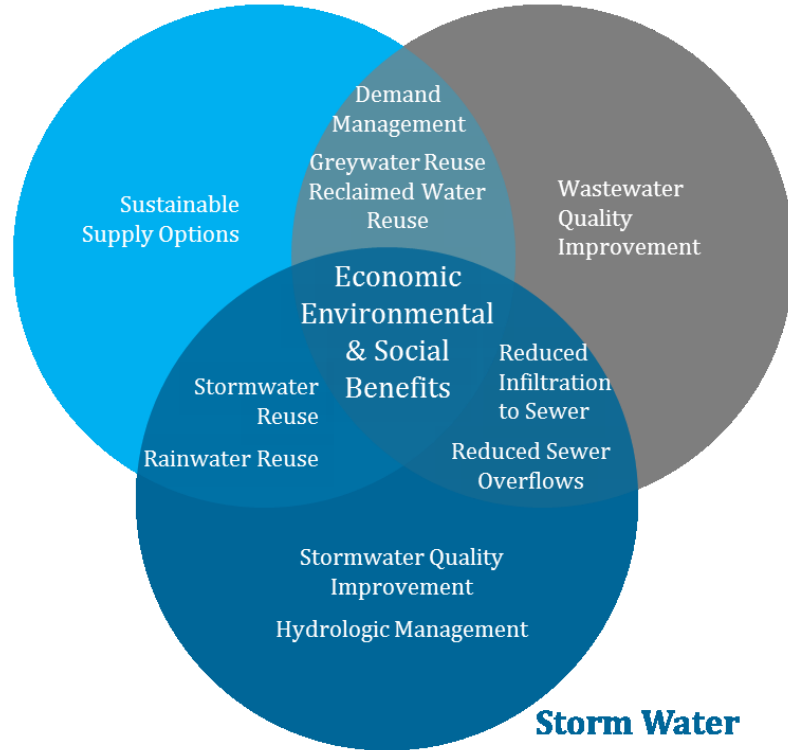 Demand
Management
Greywater Reuse
Reclaimed Water
Reuse
Sustainable
Supply Options
Wastewater
Quality
Improvement
Economic
Environmental
& Social
Benefits
Stormwater
Reuse
Rainwater Reuse
Reduced
Infiltration
to Sewer
Reduced Sewer
Overflows
Stormwater Quality
Improvement
Hydrologic Management
Storm Water